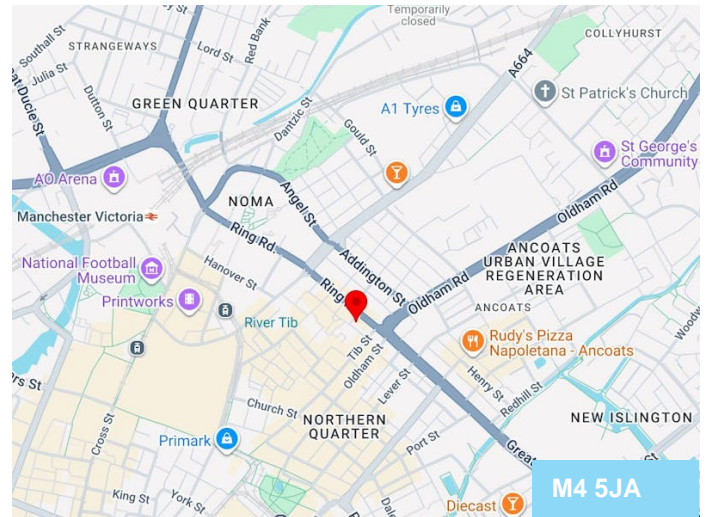 Temporarily
closed
COLLYHURST
Southall St
STRANGEWAYS
Lord St
Red Bank
A664
Julia St
St Patrick's Church
Dutton St
GREEN QUARTER
Dantzic St
A1 Tyres
Gould St
St George's
Community
AO Arena
NOMA
Angel St
Oldham Rd
Manchester Victoria
Ring Rd
Addington St
ANCOATS
URBAN VILLAGE
REGENERATION
AREA
National Football
Museum
Hanover St
Oldham Rd
Printworks
Ring
ANCOATS
River Tib
Rudy's Pizza
Napoletana - Ancoats
Tib St
Oldham St
Lever St
Henry St
Redhill St
Church St
NORTHERN
QUARTER
NEW ISLINGTON
Cross St
Primark
Port St
Great
M4 5JA
King St
York St
Diecast